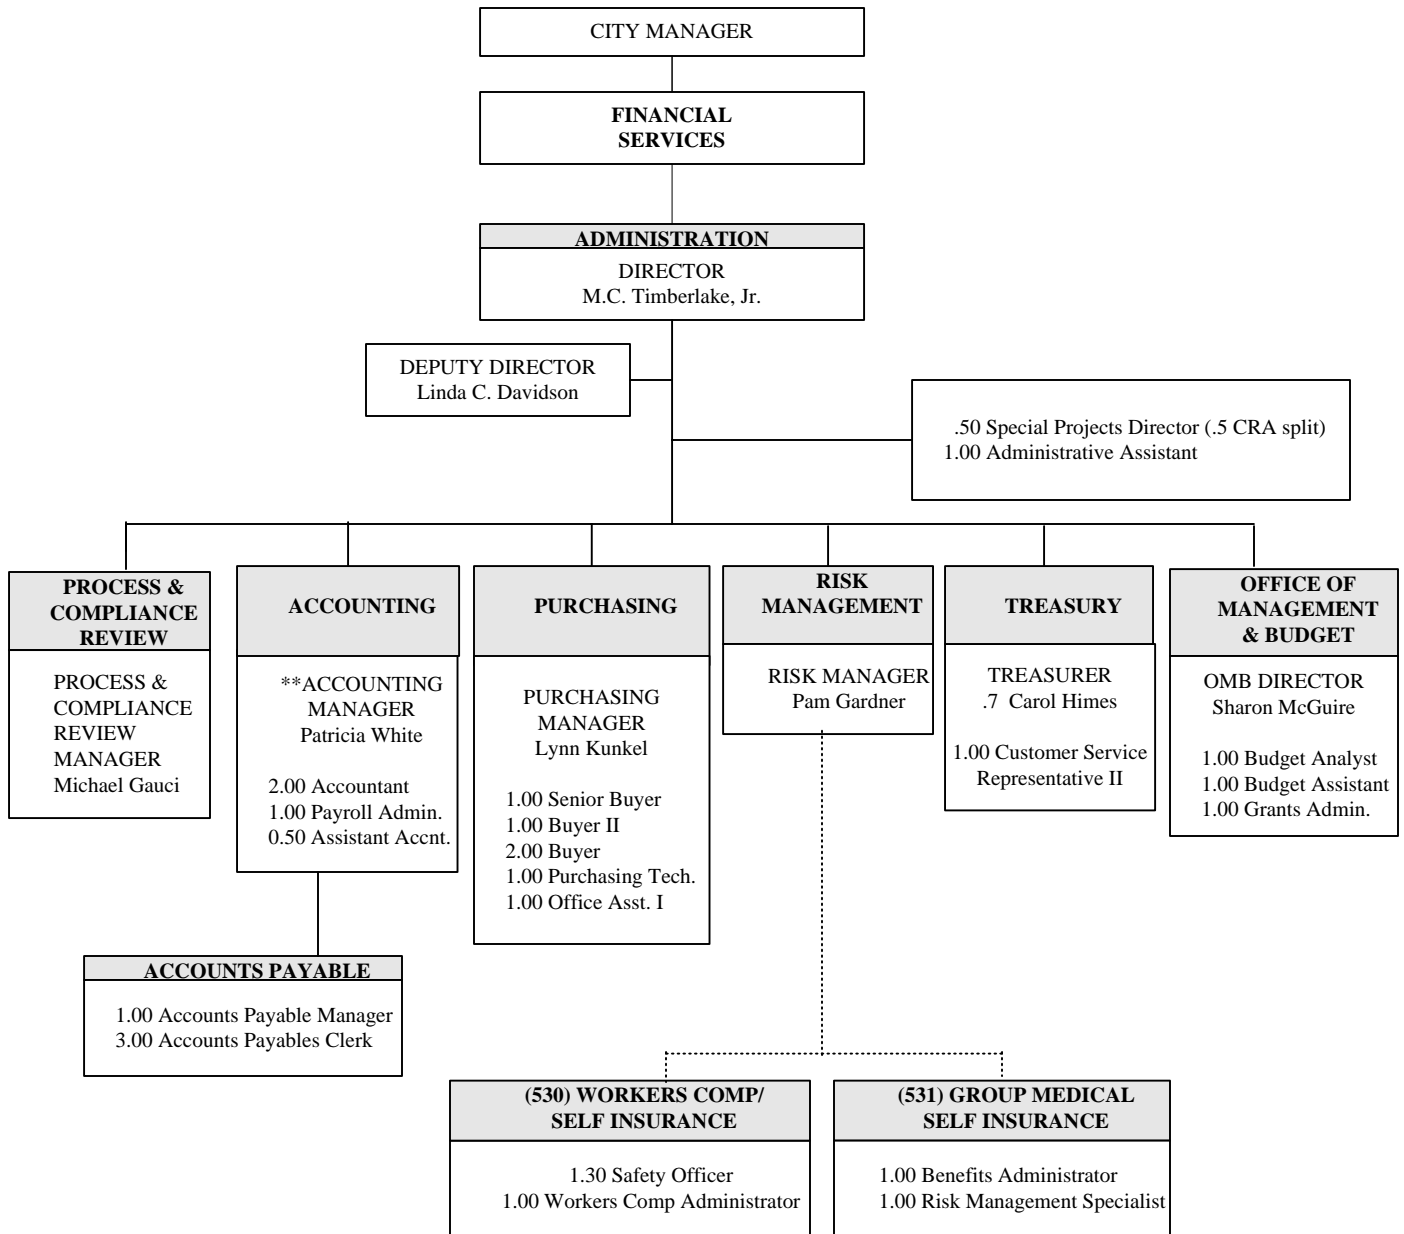 CITY MANAGER
FINANCIAL
SERVICES
ADMINISTRATION
DIRECTOR
M.C. Timberlake, Jr.
DEPUTY DIRECTOR
Linda C. Davidson
.50 Special Projects Director (.5 CRA split)
1.00 Administrative Assistant
PROCESS &
COMPLIANCE
REVIEW
PROCESS &
COMPLIANCE
REVIEW
MANAGER
Michael Gauci
ACCOUNTING
**ACCOUNTING
MANAGER
Patricia White
2.00 Accountant
1.00 Payroll Admin.
0.50 Assistant Accnt.
PURCHASING
PURCHASING
MANAGER
Lynn Kunkel
1.00 Senior Buyer
1.00 Buyer II
2.00 Buyer
1.00 Purchasing Tech.
1.00 Office Asst. I
RISK
MANAGEMENT
RISK MANAGER
Pam Gardner
TREASURY
TREASURER
.7 Carol Himes
1.00 Customer Service
Representative II
OFFICE OF
MANAGEMENT
& BUDGET
OMB DIRECTOR
Sharon McGuire
1.00 Budget Analyst
1.00 Budget Assistant
1.00 Grants Admin.
ACCOUNTS PAYABLE
1.00 Accounts Payable Manager
3.00 Accounts Payables Clerk
(530) WORKERS COMP/
SELF INSURANCE
1.30 Safety Officer
1.00 Workers Comp Administrator
(531) GROUP MEDICAL
SELF INSURANCE
1.00 Benefits Administrator
1.00 Risk Management Specialist